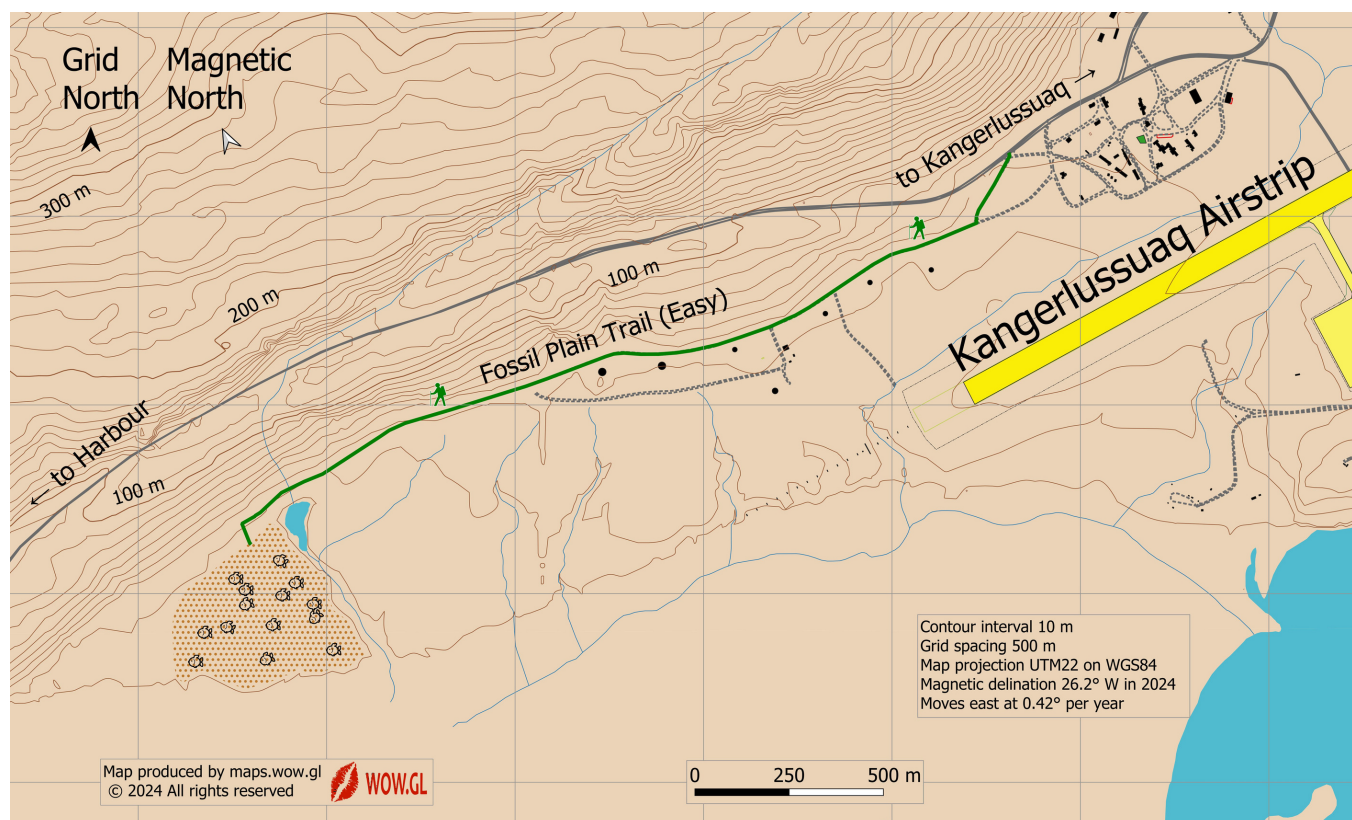 Grid
North
Magnetic
North
300 m
200 m
100 m
100 m
to Kangerlussuaq →
Kangerlussuaq Airstrip
Fossil Plain Trail (Easy)
← to Harbour
Contour interval 10 m
Grid spacing 500 m
Map projection UTM22 on WGS84
Magnetic delination 26.2° W in 2024
Moves east at 0.42° per year
Map produced by maps.wow.gl
© 2024 All rights reserved
WOW.GL
0 250 500 m